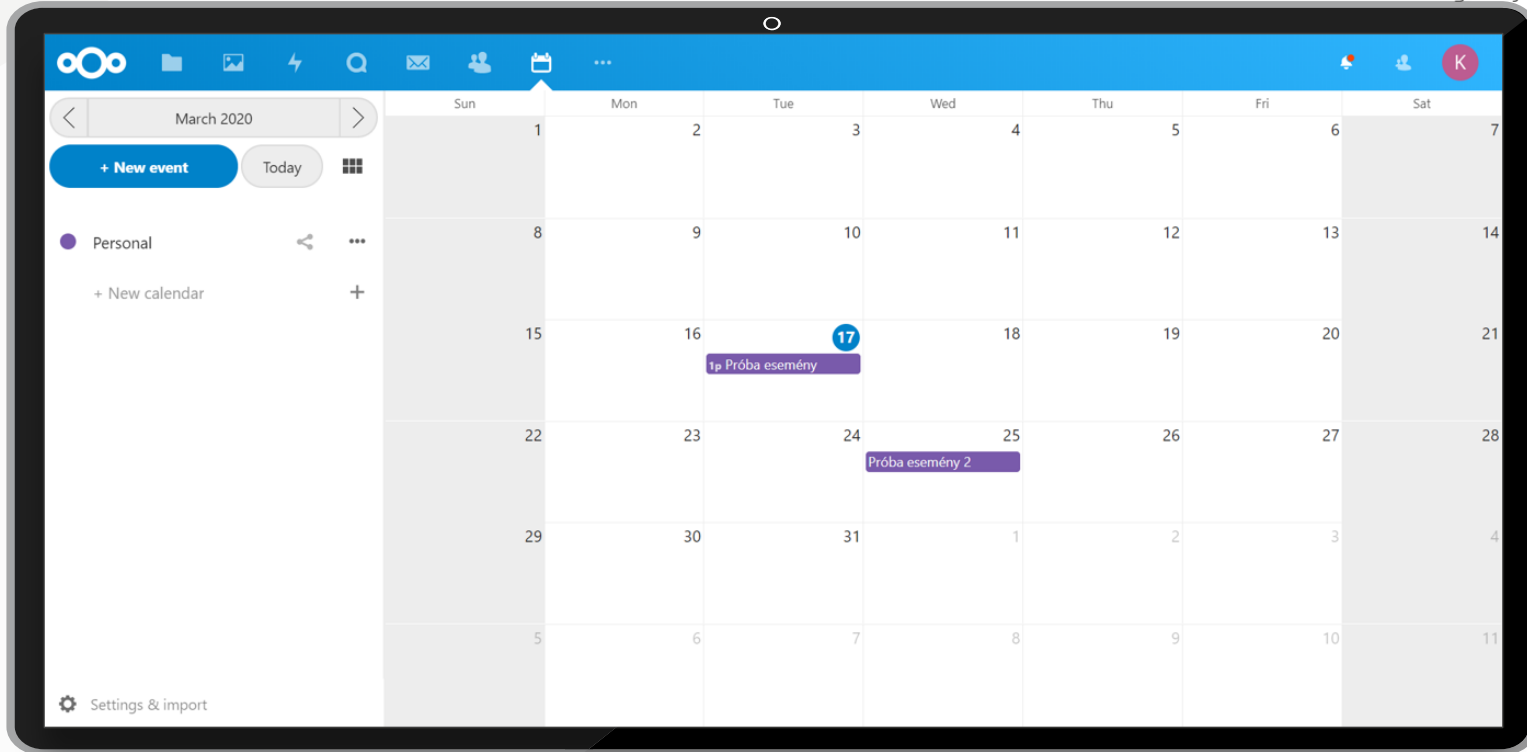 K
March 2020
+ New event
Today
Personal
+ New calendar
+
Settings & import
Sun Mon Tue Wed Thu Fri Sat
1 2 3 4 5 6 7
8 9 10 11 12 13 14
15 16 17 18 19 20 21
1p Próba esemény
22 23 24 25 26 27 28
Próba esemény 2
29 30 31 1 2 3 4
5 6 7 8 9 10 11